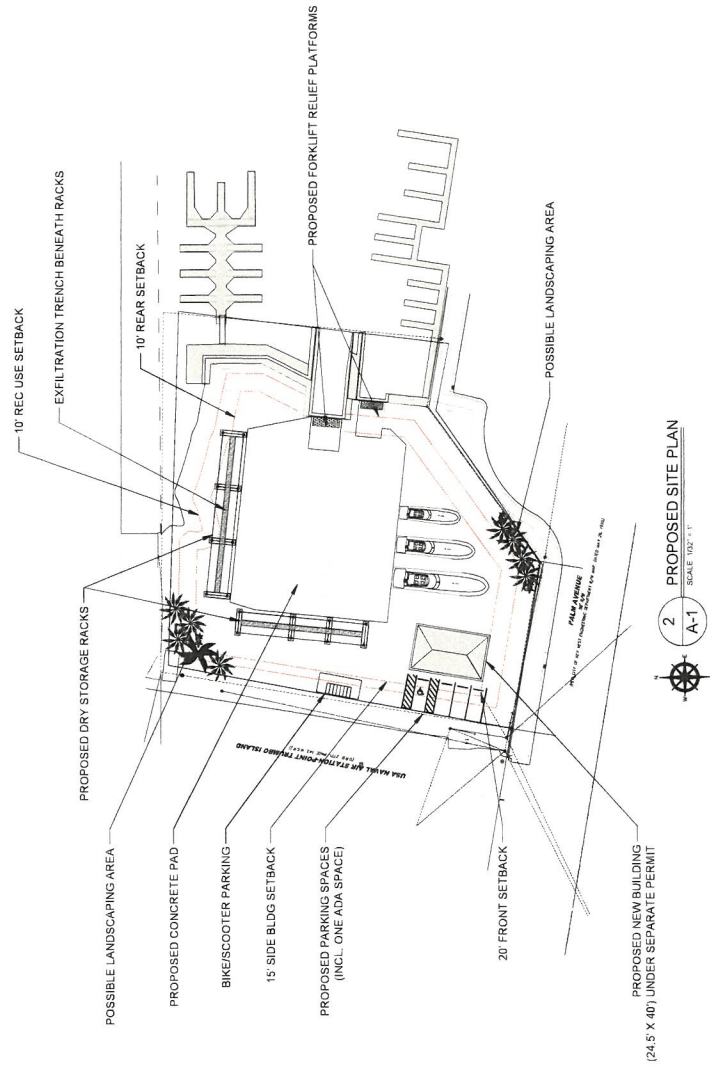 10' REC USE SETBACK
EXFILTRATION TRENCH BENEATH RACKS
10' REAR SETBACK
PROPOSED FORKLIFT RELIEF PLATFORMS
PROPOSED DRY STORAGE RACKS
POSSIBLE LANDSCAPING AREA
POSSIBLE LANDSCAPING AREA
PROPOSED CONCRETE PAD
BIKE/SCOOTER PARKING
15' SIDE BLDG SETBACK
PROPOSED PARKING SPACES
(INCL. ONE ADA SPACE)
20' FRONT SETBACK
PROPOSED NEW BUILDING
(24.5' X 40') UNDER SEPARATE PERMIT
USA NAVAL AIR STATION-POINT TRUMBO ISLAND
PALM AVENUE
N
E
S
W
2
A-1
PROPOSED SITE PLAN
SCALE 1/32" = 1'